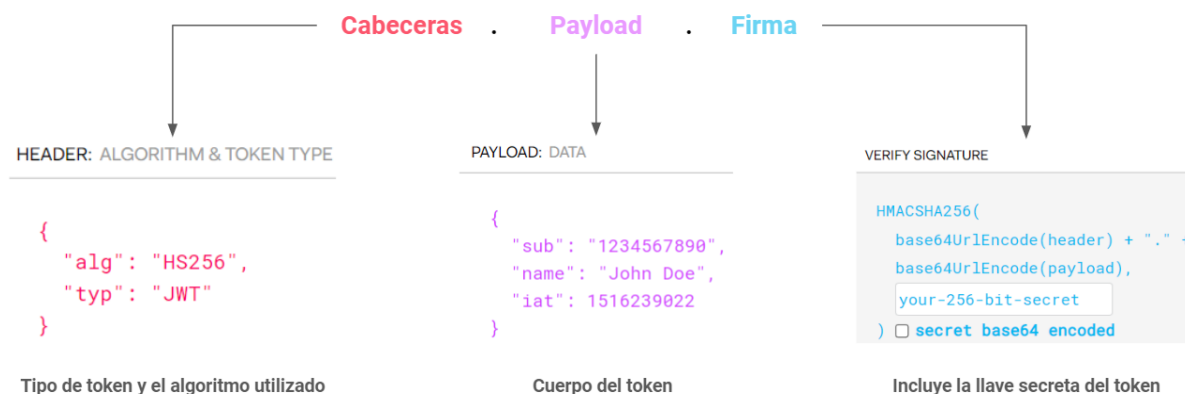 Cabeceras . Payload . Firma
HEADER: ALGORITHM & TOKEN TYPE
{
"alg": "HS256",
"typ": "JWT"
}
Tipo de token y el algoritmo utilizado
PAYLOAD: DATA
{
"sub": "1234567890",
"name": "John Doe",
"iat": 1516239022
}
Cuerpo del token
VERIFY SIGNATURE
HMACSHA256(
base64UrlEncode(header) + "." +
base64UrlEncode(payload),
your-256-bit-secret
) secret base64 encoded
Incluye la llave secreta del token